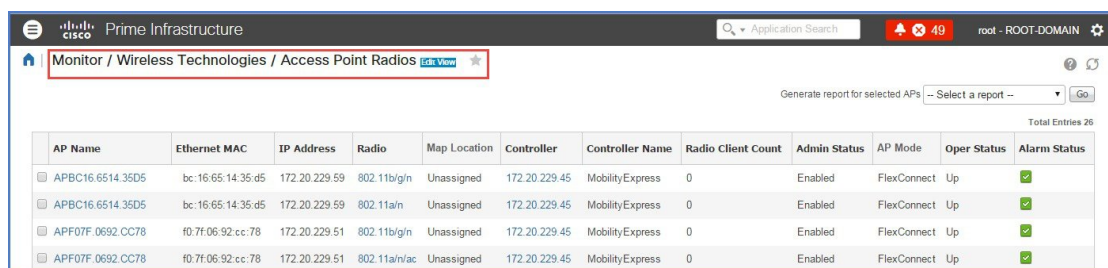 cisco Prime Infrastructure Application Search 49 root - ROOT-DOMAIN
Monitor / Wireless Technologies / Access Point Radios Edit View
Generate report for selected APs -- Select a report -- Go
Total Entries 26
AP Name Ethernet MAC IP Address Radio Map Location Controller Controller Name Radio Client Count Admin Status AP Mode Oper Status Alarm Status
APBC16.6514.35D5 bc:16:65:14:35:d5 172.20.229.59 802.11b/g/n Unassigned 172.20.229.45 MobilityExpress 0 Enabled FlexConnect Up
APBC16.6514.35D5 bc:16:65:14:35:d5 172.20.229.59 802.11a/n Unassigned 172.20.229.45 MobilityExpress 0 Enabled FlexConnect Up
APF07F.0692.CC78 f0:7f:06:92:cc:78 172.20.229.51 802.11b/g/n Unassigned 172.20.229.45 MobilityExpress 0 Enabled FlexConnect Up
APF07F.0692.CC78 f0:7f:06:92:cc:78 172.20.229.51 802.11a/n/ac Unassigned 172.20.229.45 MobilityExpress 0 Enabled FlexConnect Up